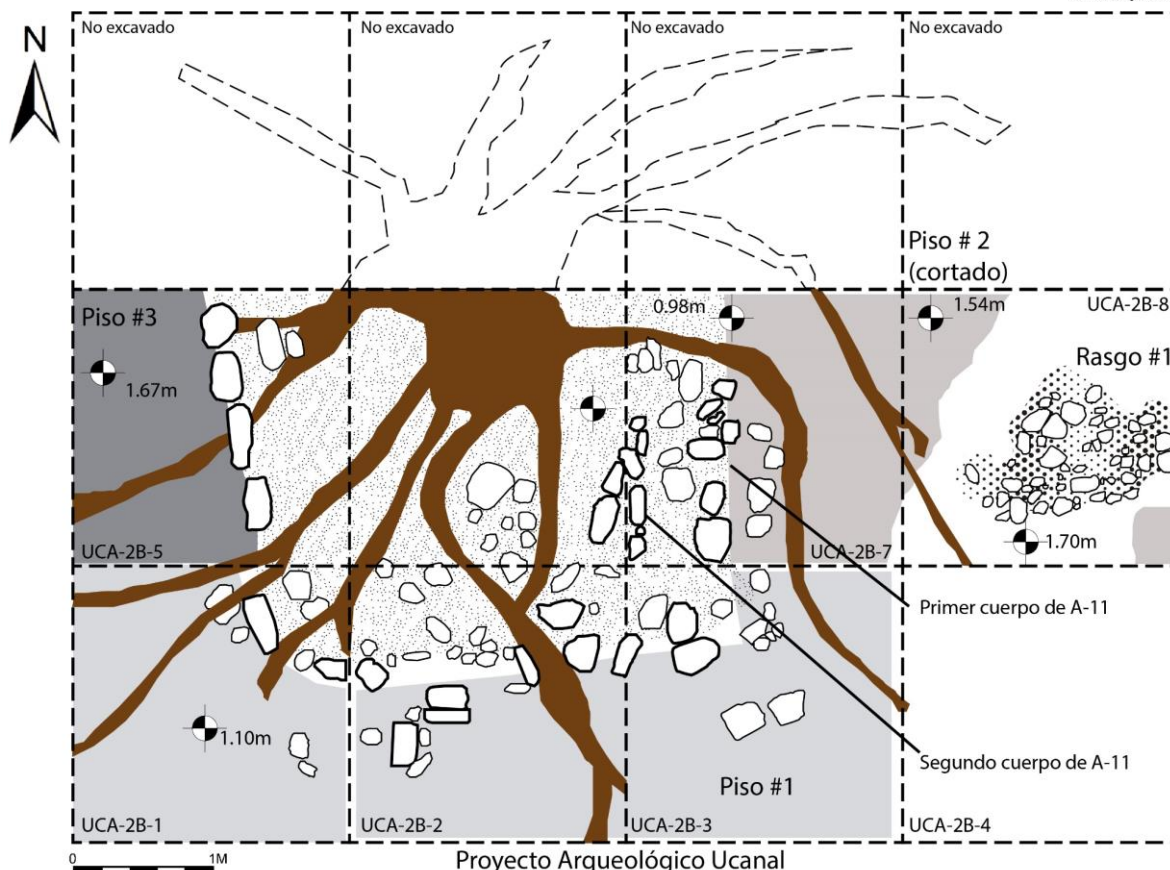 No excavado
No excavado
No excavado
No excavado
N
Piso # 2
(cortado)
Piso #3
0.98m
1.54m
UCA-2B-8
Rasgo #1
1.67m
1.70m
UCA-2B-5
UCA-2B-7
Primer cuerpo de A-11
1.10m
Segundo cuerpo de A-11
Piso #1
UCA-2B-1
UCA-2B-2
UCA-2B-3
UCA-2B-4
0
1M
Proyecto Arqueológico Ucanal